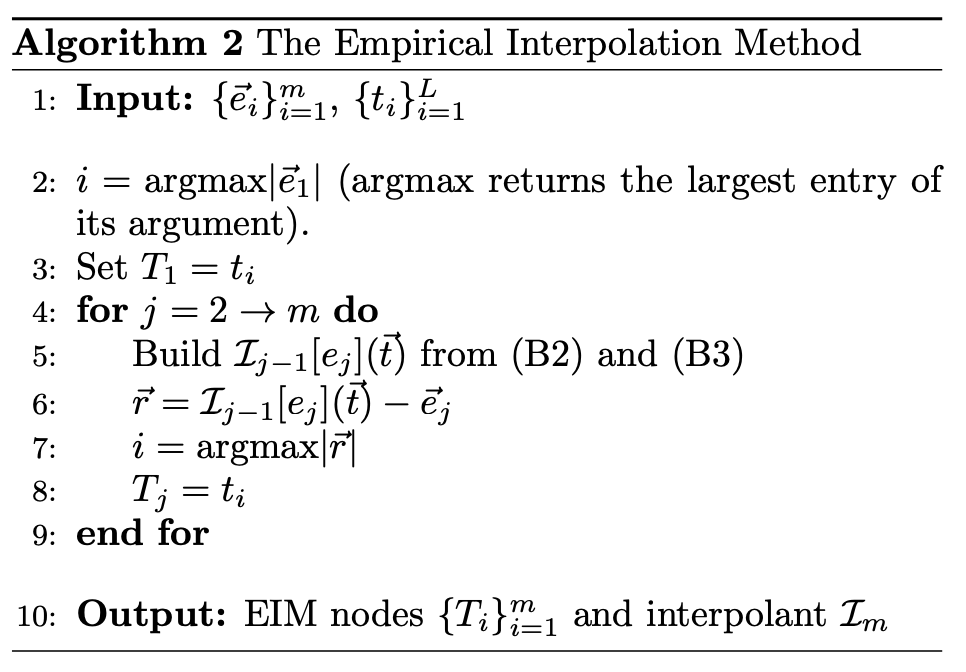 Algorithm 2 The Empirical Interpolation Method
1: Input: $\{\vec{e}_i\}_{i=1}^{m}$, $\{t_i\}_{i=1}^{L}$
2: $i = \text{argmax}|\vec{e}_1|$ (argmax returns the largest entry of
its argument).
3: Set $T_1 = t_i$
4: for $j = 2 \to m$ do
5: Build $\mathcal{I}_{j-1}[e_j](\vec{t})$ from (B2) and (B3)
6: $\vec{r} = \mathcal{I}_{j-1}[e_j](\vec{t}) - \vec{e}_j$
7: $i = \text{argmax}|\vec{r}|$
8: $T_j = t_i$
9: end for
10: Output: EIM nodes $\{T_i\}_{i=1}^{m}$ and interpolant $\mathcal{I}_m$